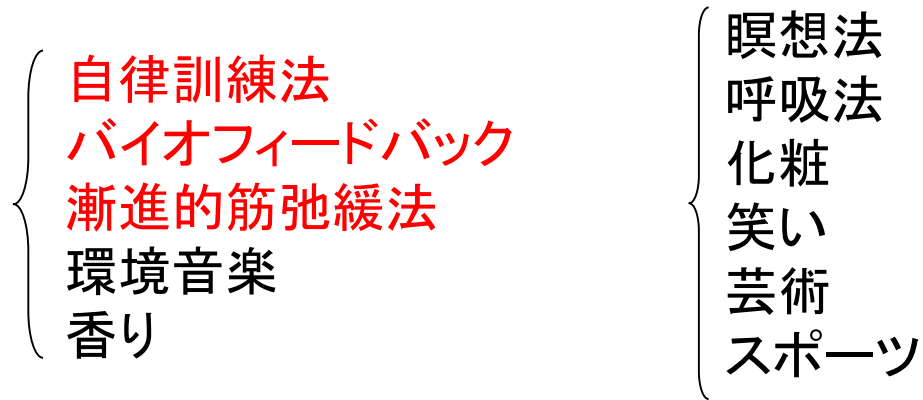 自律訓練法
バイオフィードバック
漸進的筋弛緩法
環境音楽
香り
瞑想法
呼吸法
化粧
笑い
芸術
スポーツ